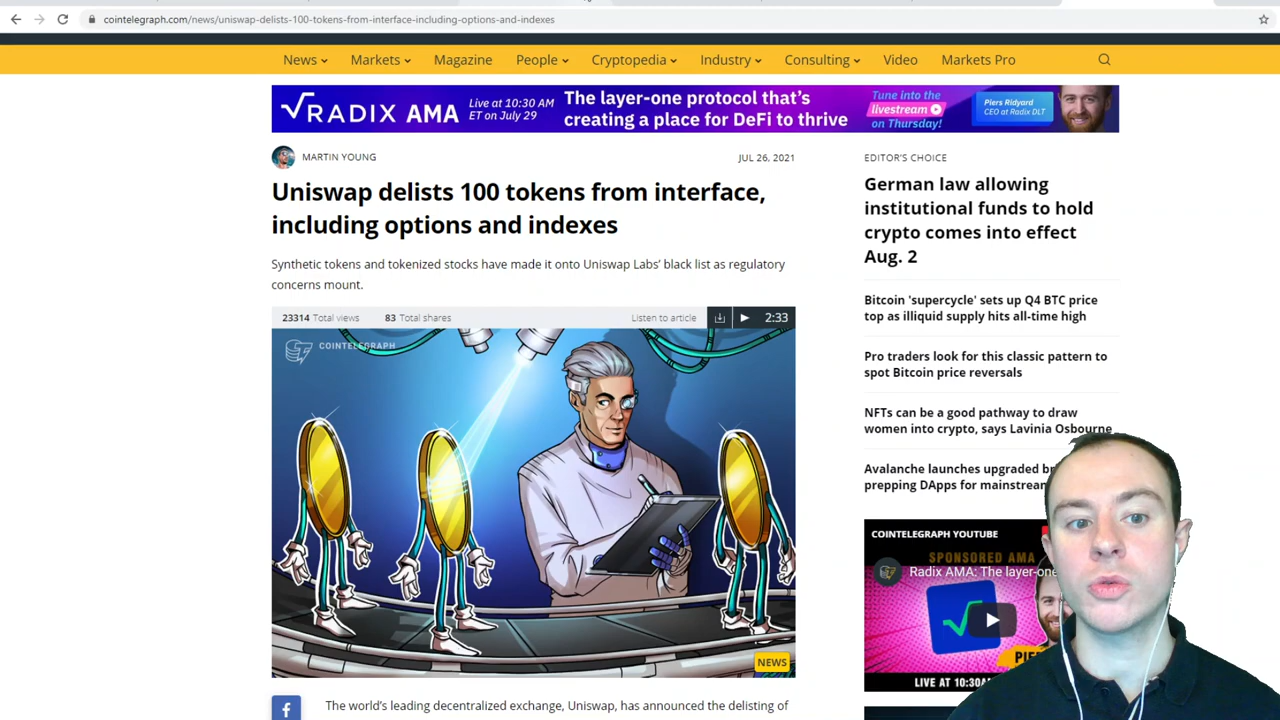 cointelegraph.com/news/uniswap-delists-100-tokens-from-interface-including-options-and-indexes
News Markets Magazine People Cryptopedia Industry Consulting Video Markets Pro
RADIX AMA
Live at 10:30 AM
ET on July 29
The layer-one protocol that's
creating a place for DeFi to thrive
Tune into the
livestream
on Thursday!
Piers Ridyard
CEO at Radix DLT
MARTIN YOUNG
JUL 26, 2021
Uniswap delists 100 tokens from interface,
including options and indexes
Synthetic tokens and tokenized stocks have made it onto Uniswap Labs' black list as regulatory
concerns mount.
23314 Total views
83 Total shares
Listen to article
2:33
COINTELEGRAPH
NEWS
The world's leading decentralized exchange, Uniswap, has announced the delisting of
EDITOR'S CHOICE
German law allowing
institutional funds to hold
crypto comes into effect
Aug. 2
Bitcoin 'supercycle' sets up Q4 BTC price
top as illiquid supply hits all-time high
Pro traders look for this classic pattern to
spot Bitcoin price reversals
NFTs can be a good pathway to draw
women into crypto, says Lavinia Osbourne
Avalanche launches upgraded
prepping DApps for mainstream
COINTELEGRAPH YOUTUBE
SPONSORED AMA
Radix AMA: The layer-one
LIVE AT 10:30